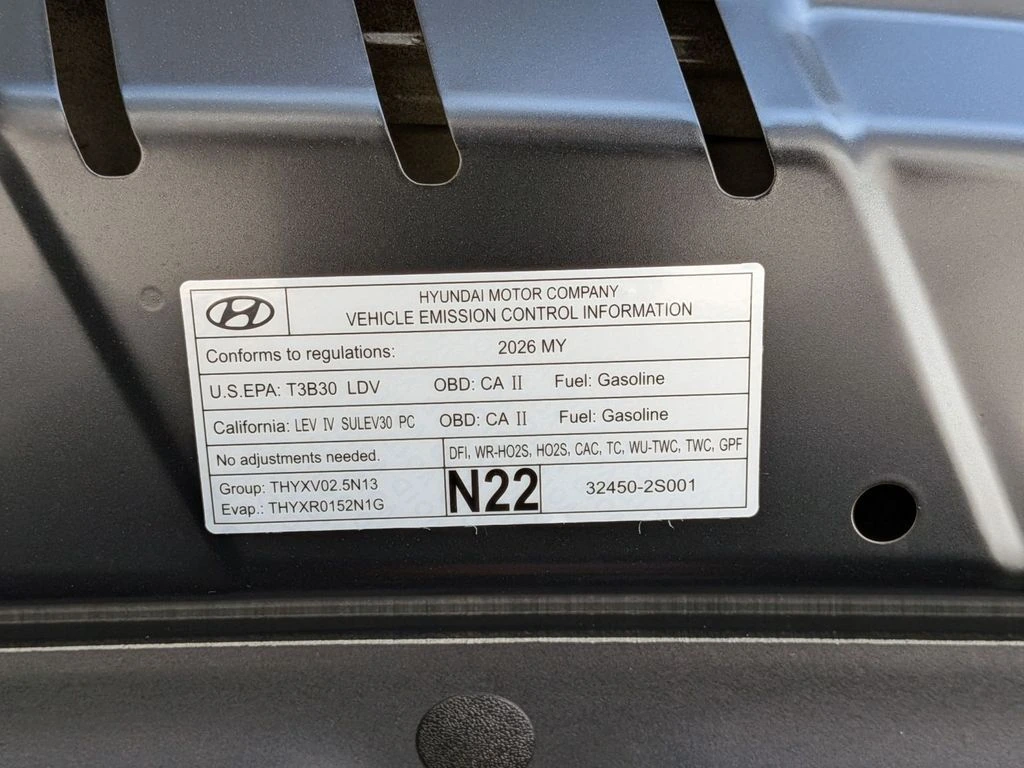 HYUNDAI MOTOR COMPANY
VEHICLE EMISSION CONTROL INFORMATION
Conforms to regulations: 2026 MY
U.S.EPA: T3B30 LDV OBD: CA II Fuel: Gasoline
California: LEV IV SULEV30 PC OBD: CA II Fuel: Gasoline
No adjustments needed. DFI, WR-HO2S, HO2S, CAC, TC, WU-TWC, TWC, GPF
Group: THYXV02.5N13
Evap.: THYXR0152N1G
N22 32450-2S001